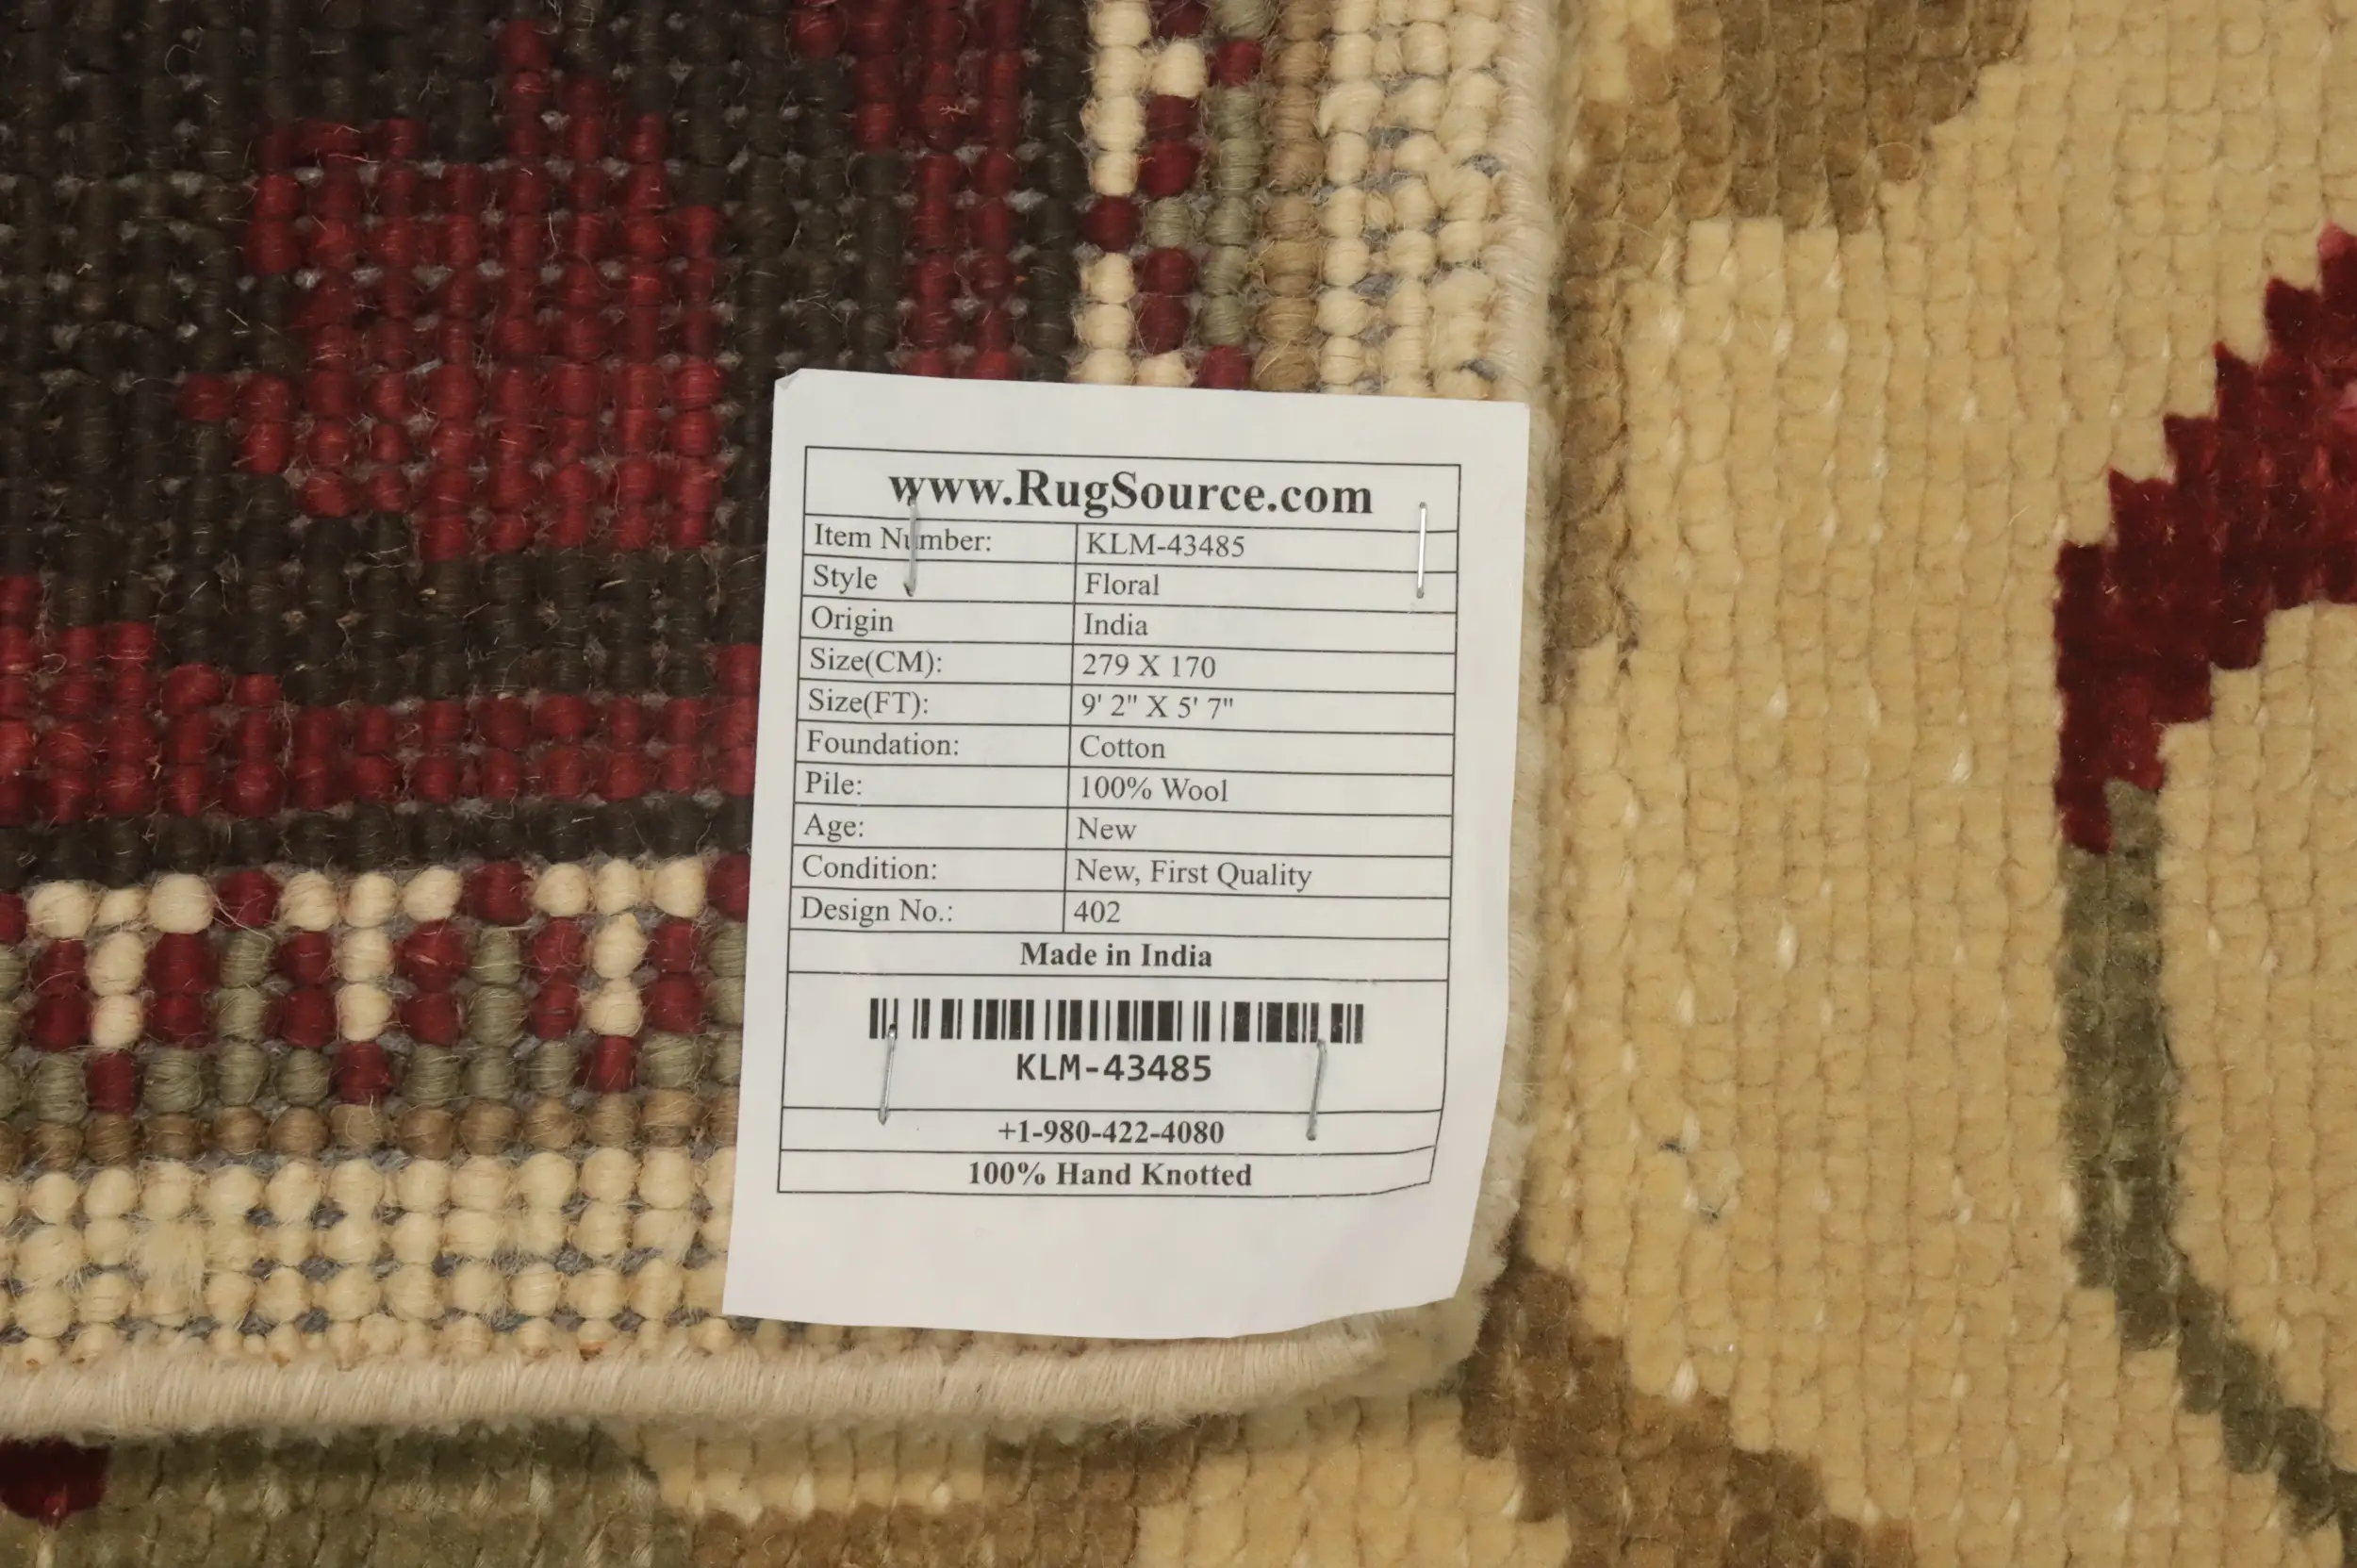 www.RugSource.com
Item Number: KLM-43485
Style Floral
Origin India
Size(CM): 279 X 170
Size(FT): 9' 2" X 5' 7"
Foundation: Cotton
Pile: 100% Wool
Age: New
Condition: New, First Quality
Design No.: 402
Made in India
KLM-43485
+1-980-422-4080
100% Hand Knotted